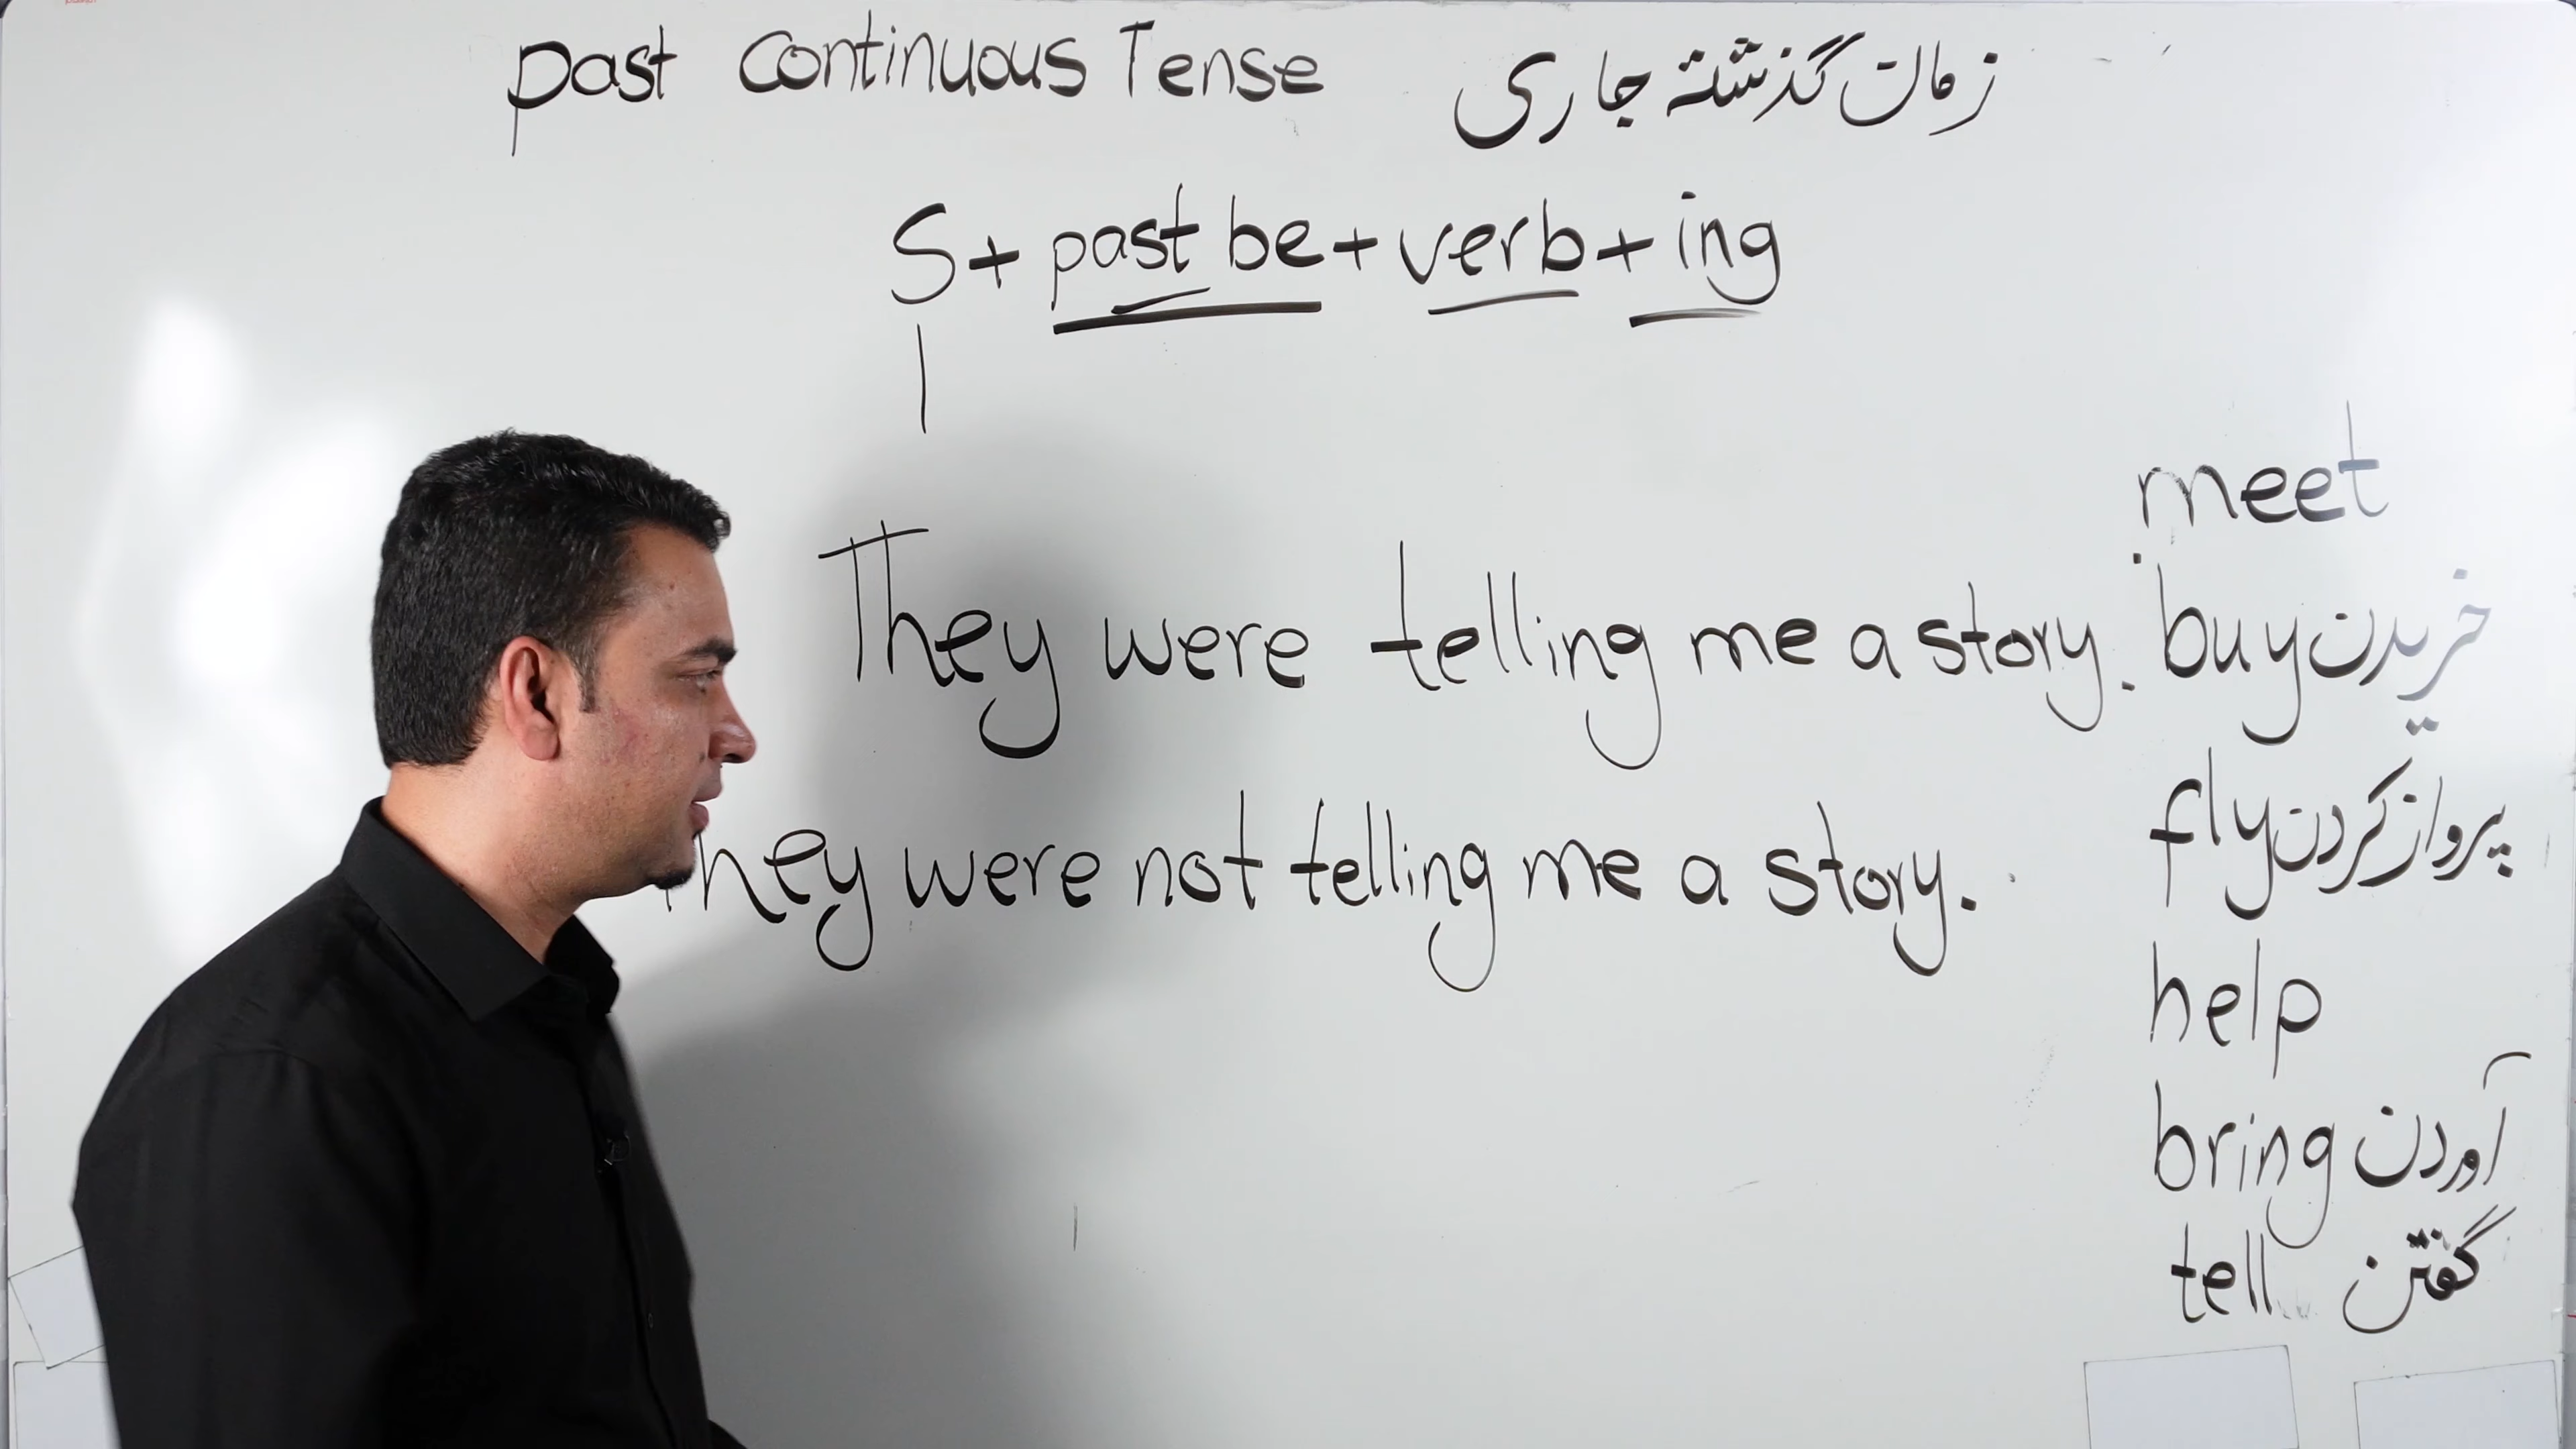 past Continuous Tense زمان گذشتهٔ جاری
S+ past be + verb + ing
They were telling me a story.
They were not telling me a story.
meet
buy خریدن
fly پرواز کردن
help
bring آوردن
tell گفتن